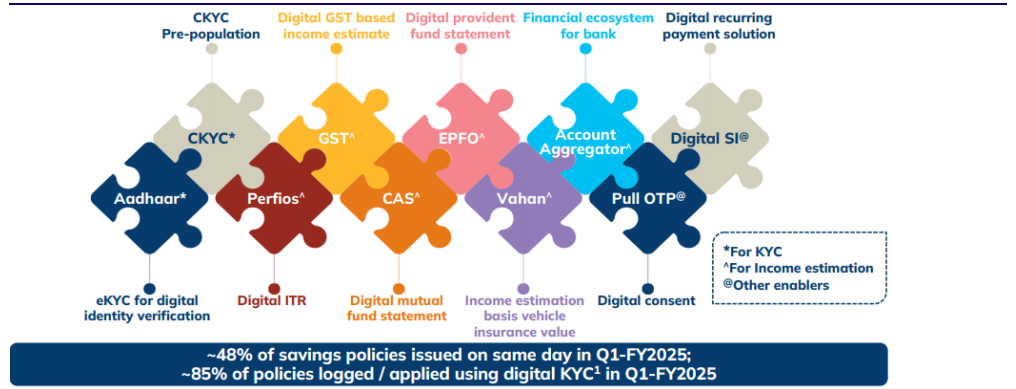 CKYC
Pre-population
Digital GST based
income estimate
Digital provident
fund statement
Financial ecosystem
for bank
Digital recurring
payment solution
CKYC*
GST^
EPFO^
Account
Aggregator^
Digital SI@
Aadhaar*
Perfios^
CAS^
Vahan^
Pull OTP@
eKYC for digital
identity verification
Digital ITR
Digital mutual
fund statement
Income estimation
basis vehicle
insurance value
Digital consent
*For KYC
^For Income estimation
@Other enablers
~48% of savings policies issued on same day in Q1-FY2025;
~85% of policies logged / applied using digital KYC1 in Q1-FY2025